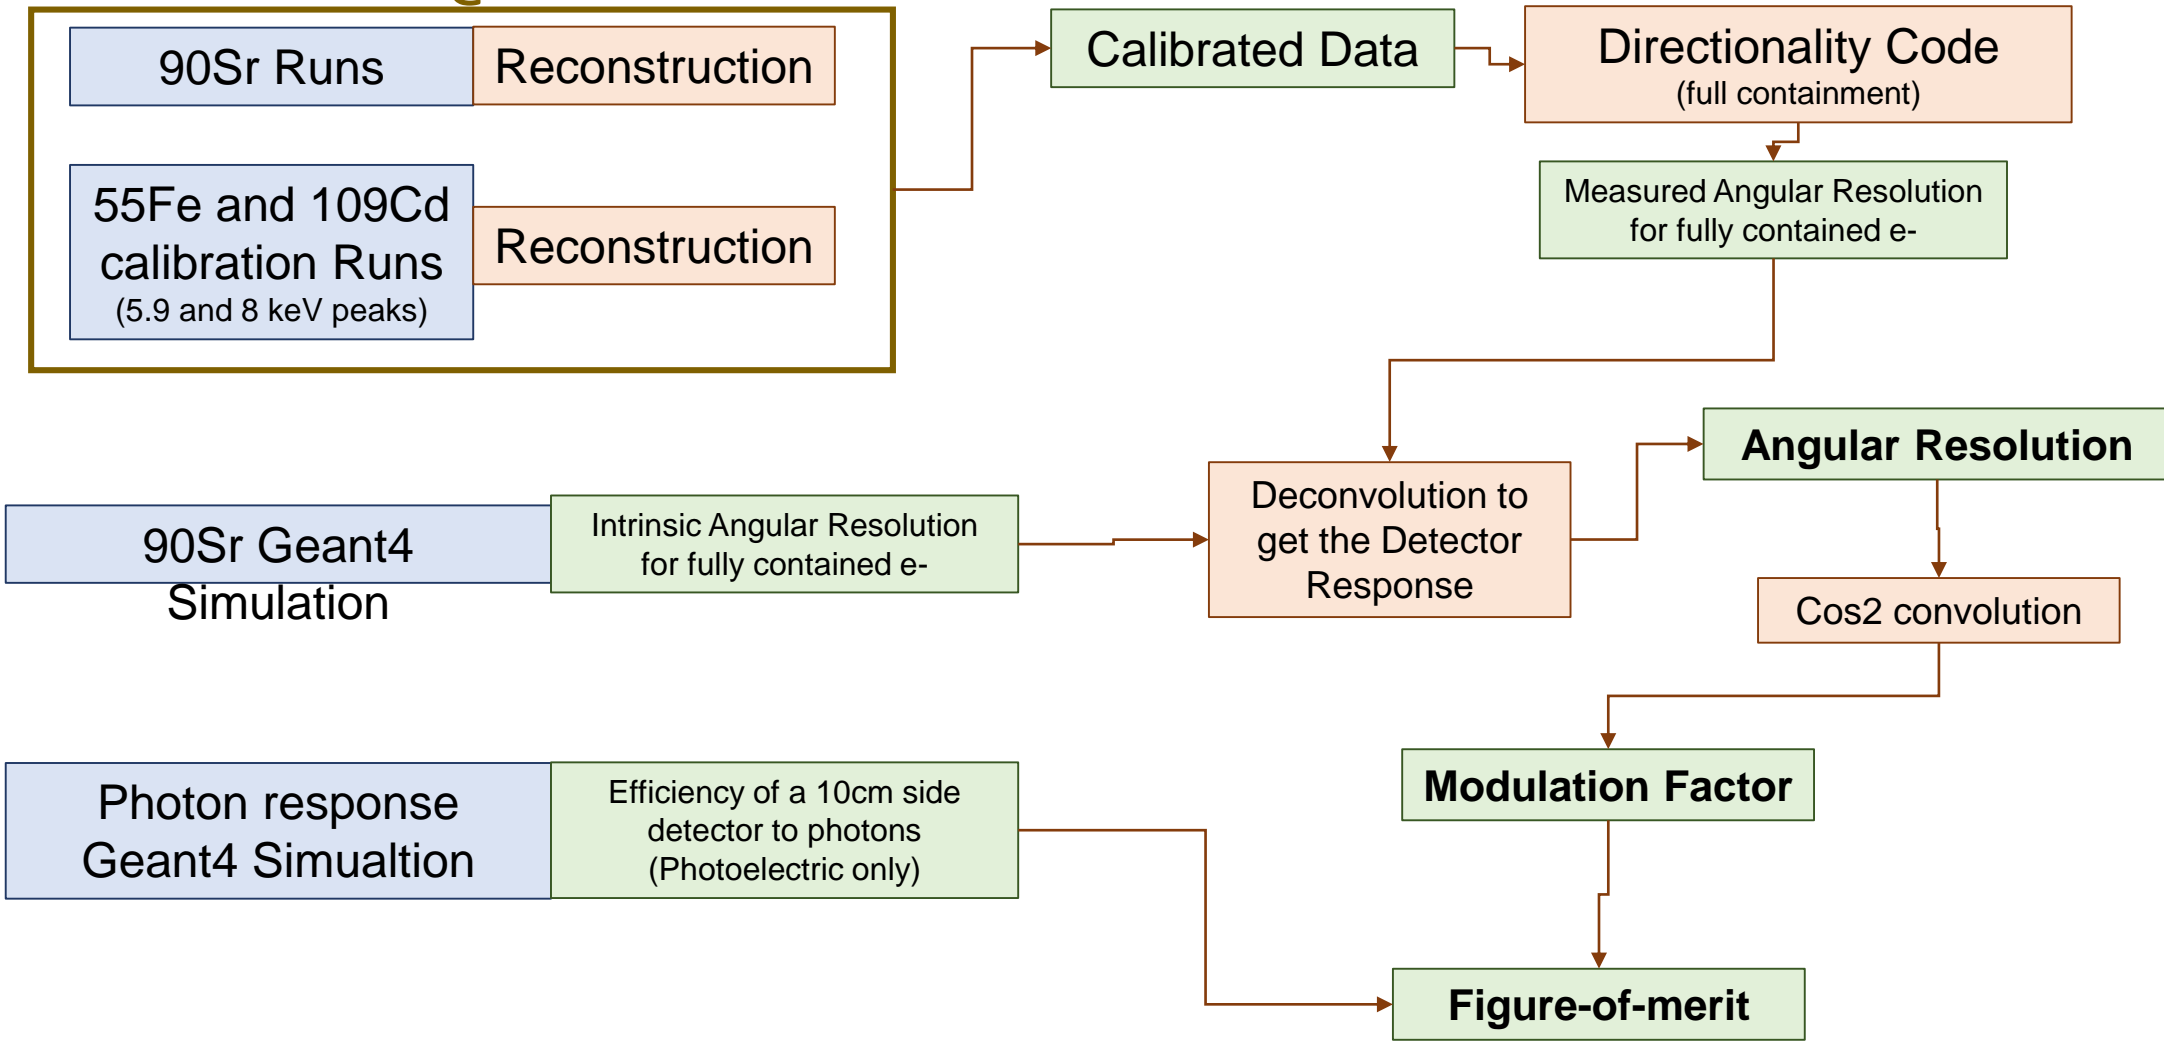 90Sr Runs
Reconstruction
55Fe and 109Cd
calibration Runs
(5.9 and 8 keV peaks)
Reconstruction
Calibrated Data
Directionality Code
(full containment)
Measured Angular Resolution
for fully contained e-
90Sr Geant4
Simulation
Intrinsic Angular Resolution
for fully contained e-
Deconvolution to
get the Detector
Response
Angular Resolution
Cos2 convolution
Photon response
Geant4 Simualtion
Efficiency of a 10cm side
detector to photons
(Photoelectric only)
Modulation Factor
Figure-of-merit